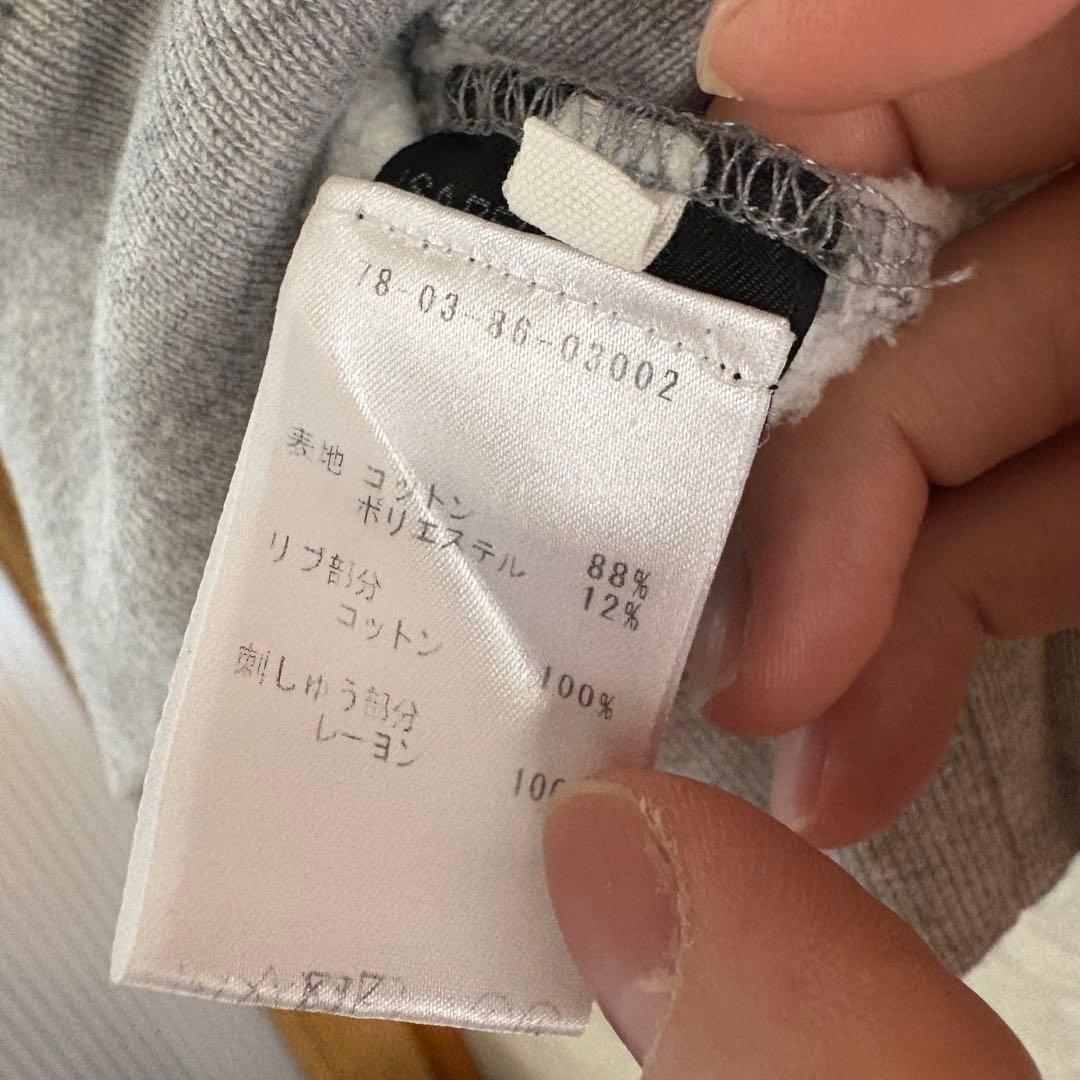 78-03-86-03002
表地 コットン 88%
ポリエステル 12%
リブ部分
コットン 100%
刺しゅう部分
レーヨン